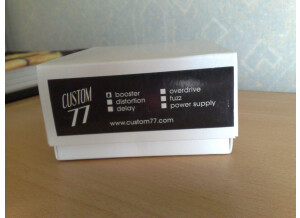 CUSTOM
77
booster
distortion
delay
overdrive
fuzz
power supply
www.custom77.com